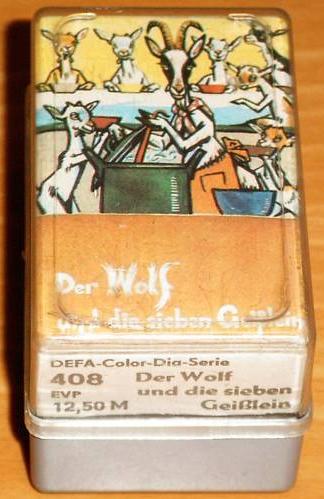 Der Wolf
und die sieben Geißlein
DEFA-Color-Dia-Serie
408 Der Wolf
EVP und die sieben
12,50 M Geißlein